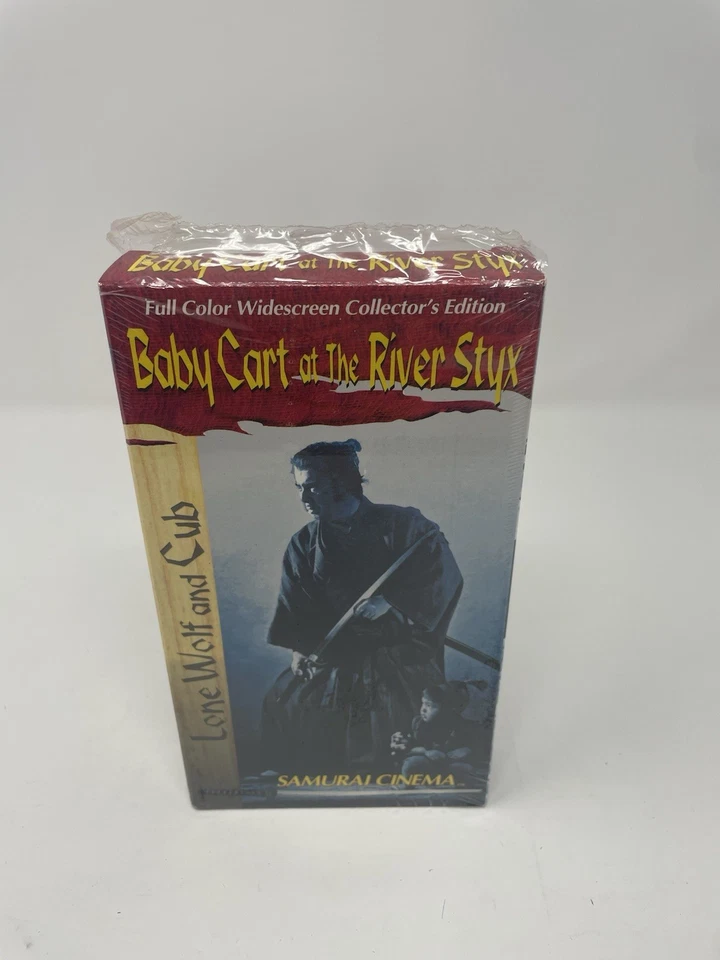 Baby Cart at The River Styx
Full Color Widescreen Collector's Edition
Baby Cart at The River Styx
Lone Wolf and Cub
SAMURAI CINEMA